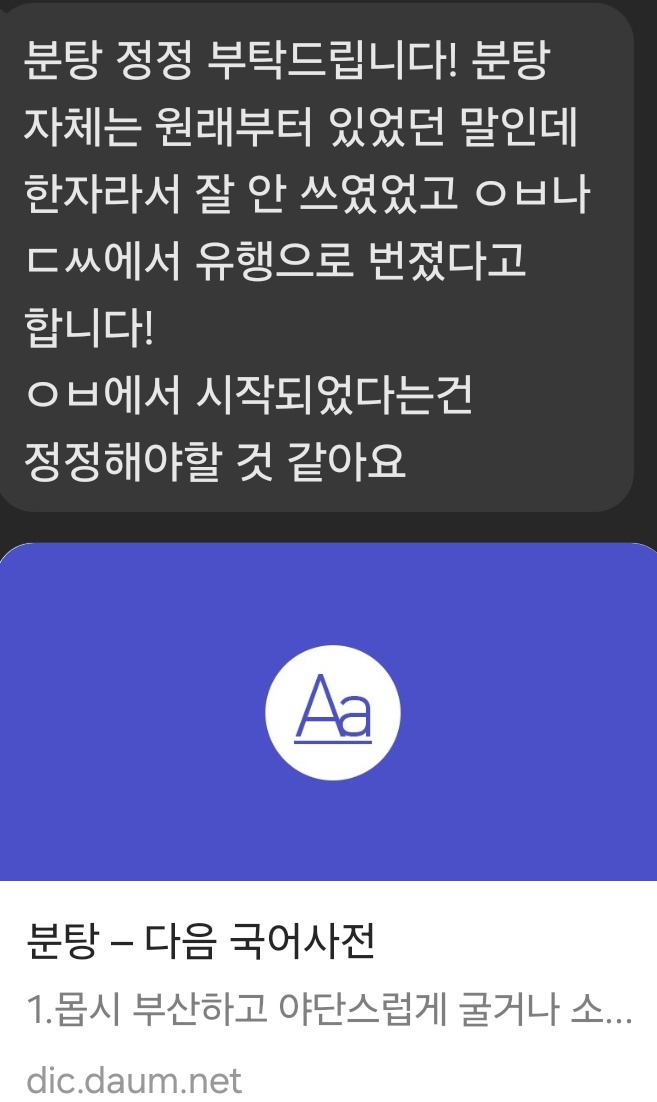 분탕 정정 부탁드립니다! 분탕
자체는 원래부터 있었던 말인데
한자라서 잘 안 쓰였었고 ㅇㅂ나
ㄷㅆ에서 유행으로 번졌다고
합니다!
ㅇㅂ에서 시작되었다는건
정정해야할 것 같아요
Aa
분탕 – 다음 국어사전
1.몹시 부산하고 야단스럽게 굴거나 소...
dic.daum.net